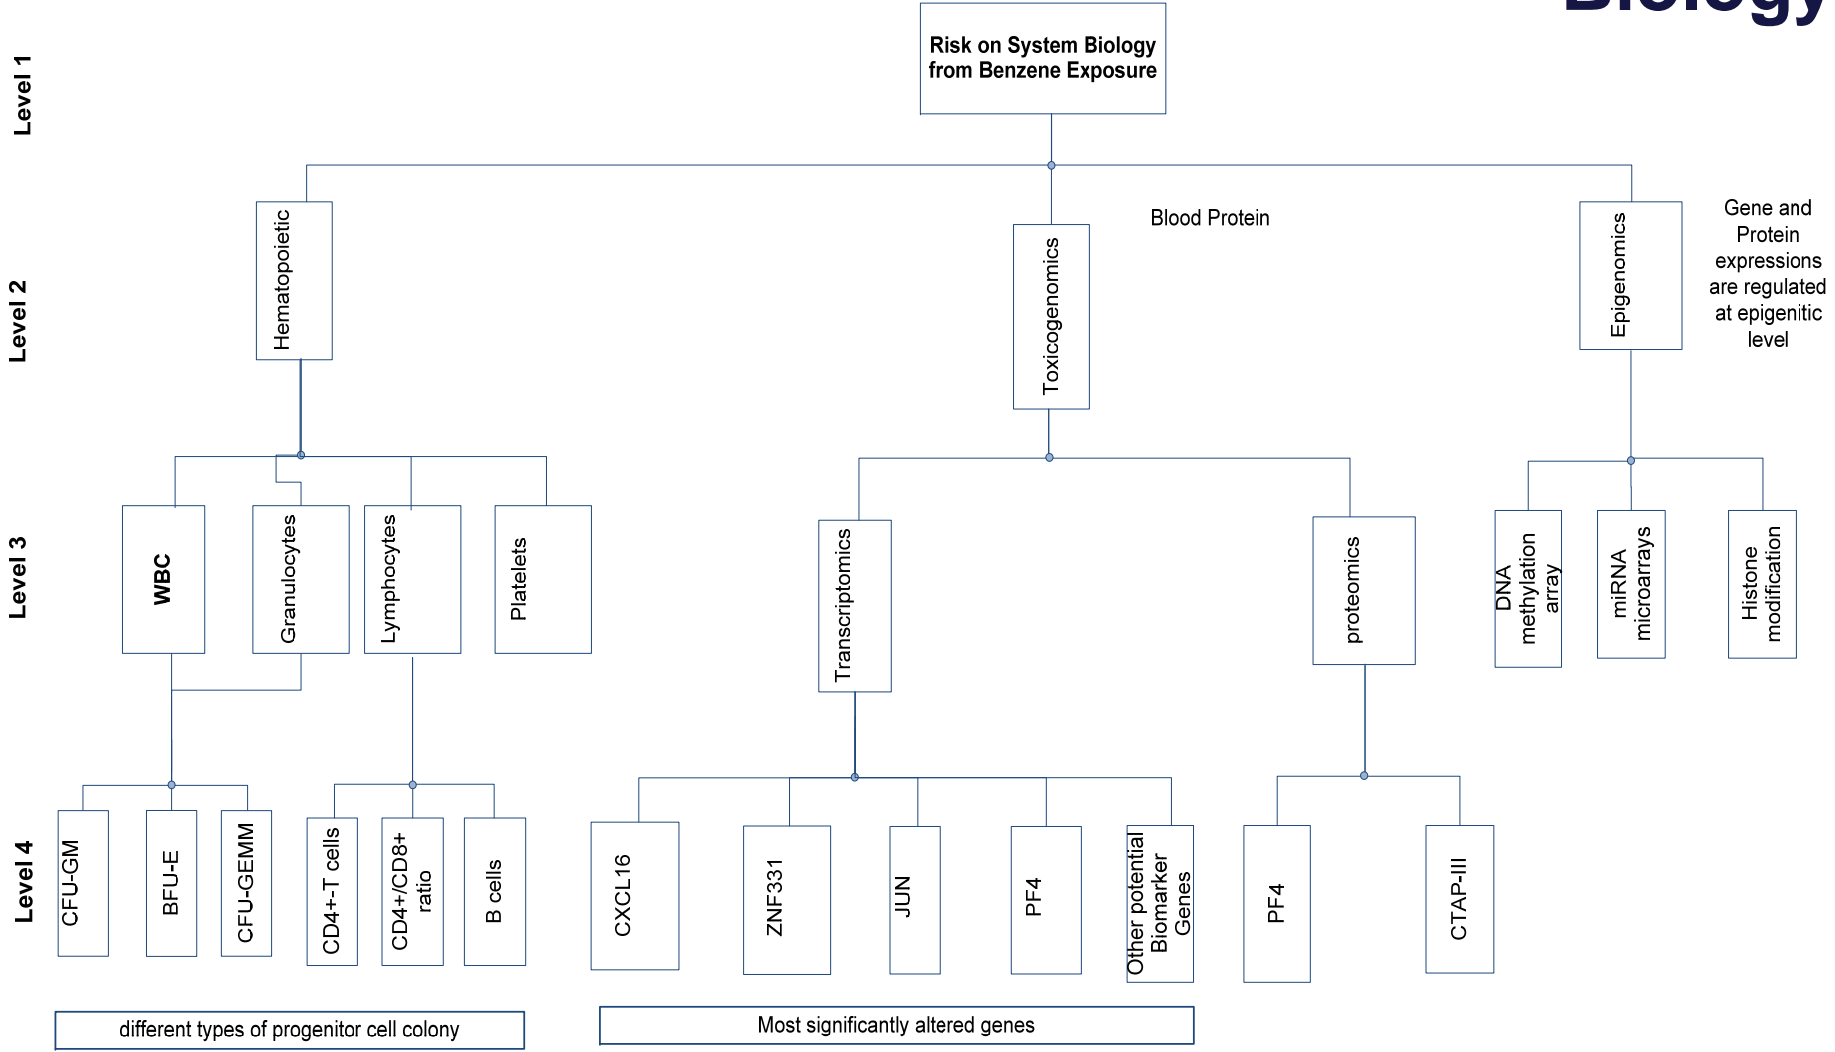 Biology
Level 1
Risk on System Biology
from Benzene Exposure
Level 2
Hematopoietic
Toxicogenomics
Blood Protein
Epigenomics
Gene and
Protein
expressions
are regulated
at epigenitic
level
Level 3
WBC
Granulocytes
Lymphocytes
Platelets
Transcriptomics
proteomics
DNA
methylation
array
miRNA
microarrays
Histone
modification
Level 4
CFU-GM
BFU-E
CFU-GEMM
CD4+-T cells
CD4+/CD8+
ratio
B cells
CXCL16
ZNF331
JUN
PF4
Other potential
Biomarker
Genes
PF4
CTAP-III
different types of progenitor cell colony
Most significantly altered genes